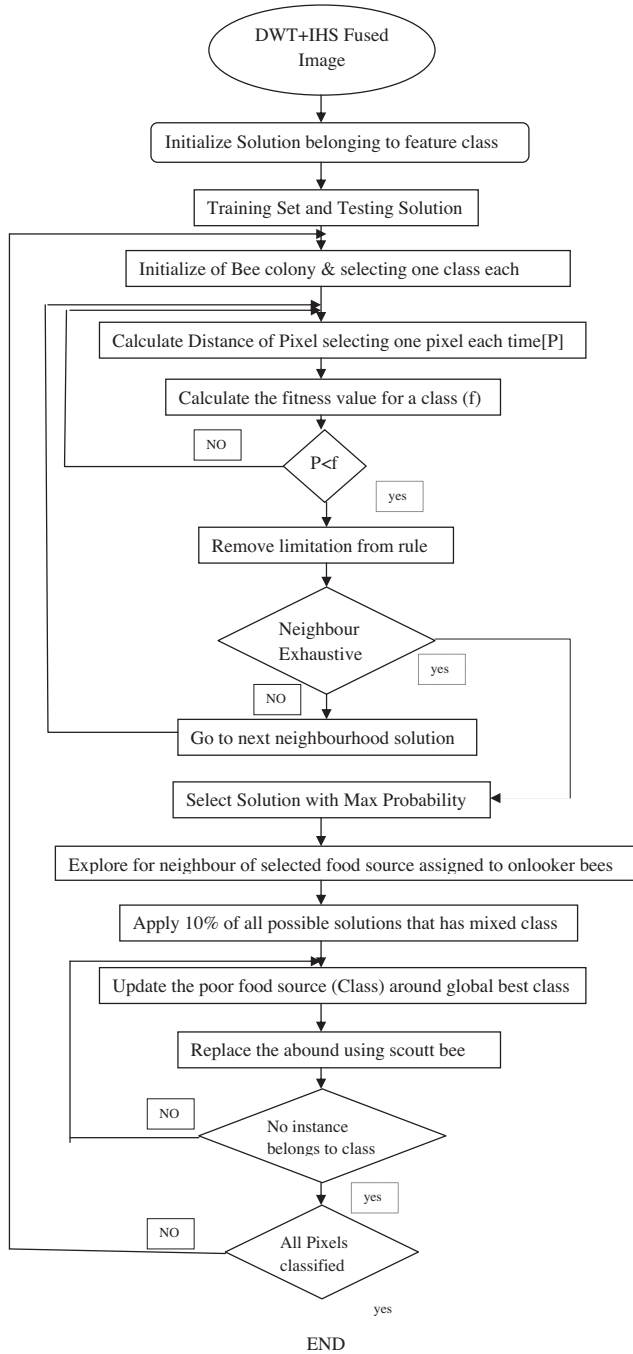 DWT+IHS Fused
Image
Initialize Solution belonging to feature class
Training Set and Testing Solution
Initialize of Bee colony & selecting one class each
Calculate Distance of Pixel selecting one pixel each time[P]
Calculate the fitness value for a class (f)
NO
P<f
yes
Remove limitation from rule
Neighbour
Exhaustive
yes
NO
Go to next neighbourhood solution
Select Solution with Max Probability
Explore for neighbour of selected food source assigned to onlooker bees
Apply 10% of all possible solutions that has mixed class
Update the poor food source (Class) around global best class
Replace the abound using scoutt bee
NO
No instance
belongs to class
yes
NO
All Pixels
classified
yes
END